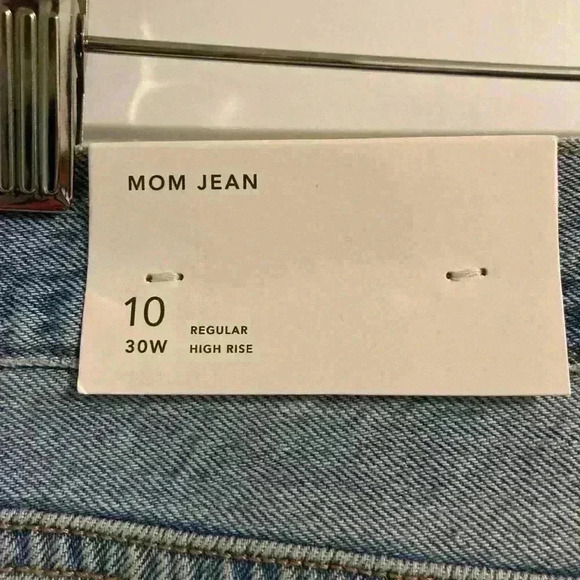 MOM JEAN
10
REGULAR
30W HIGH RISE